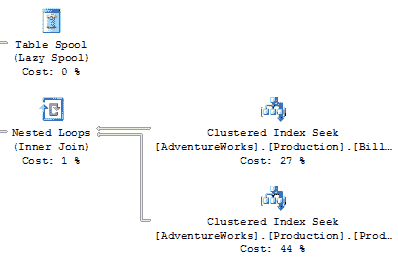 Table Spool
(Lazy Spool)
Cost: 0 %
Nested Loops
(Inner Join)
Cost: 1 %
Clustered Index Seek
[AdventureWorks].[Production].[Bill…
Cost: 27 %
Clustered Index Seek
[AdventureWorks].[Production].[Prod…
Cost: 44 %